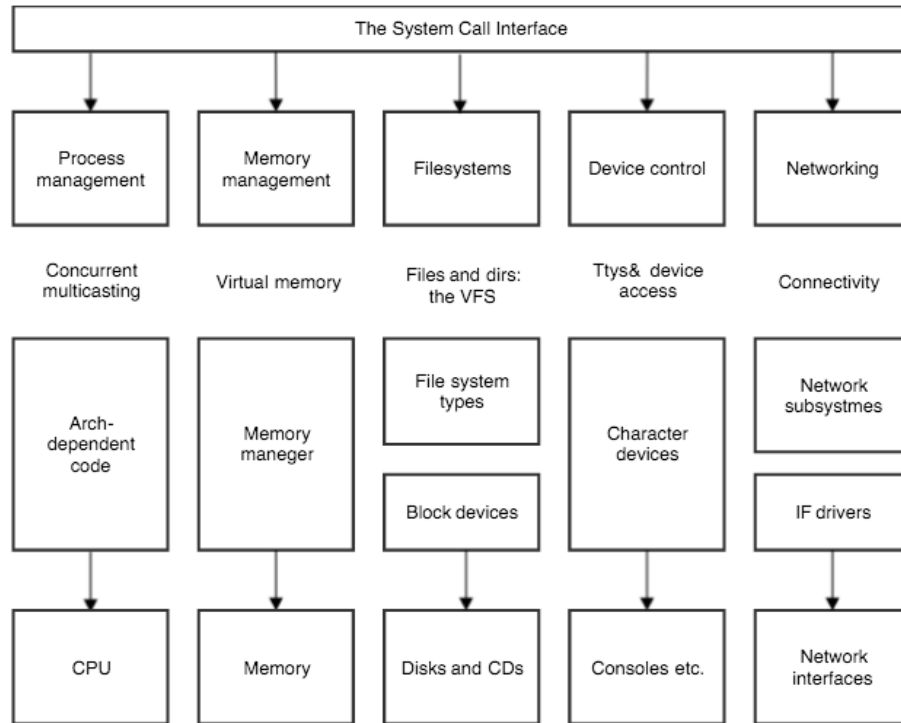 The System Call Interface
Process
management
Memory
management
Filesystems
Device control
Networking
Concurrent
multicasting
Virtual memory
Files and dirs:
the VFS
Ttys& device
access
Connectivity
Arch-
dependent
code
Memory
maneger
File system
types
Block devices
Character
devices
Network
subsystmes
IF drivers
CPU
Memory
Disks and CDs
Consoles etc.
Network
interfaces